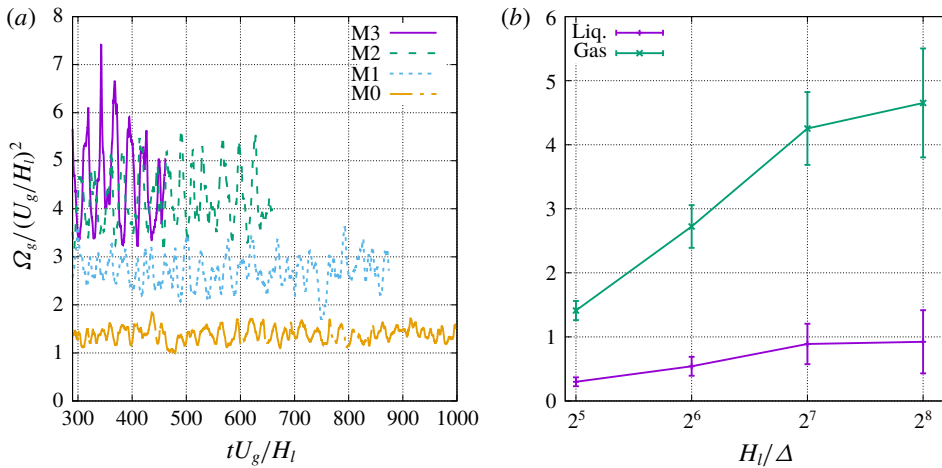 (a)
8
7
6
5
4
3
2
1
0
Ω_g/(U_g/H_l)^2
M3
M2
M1
M0
300 400 500 600 700 800 900 1000
tU_g/H_l
(b)
6
5
4
3
2
1
0
Liq.
Gas
2^5 2^6 2^7 2^8
H_l/Δ